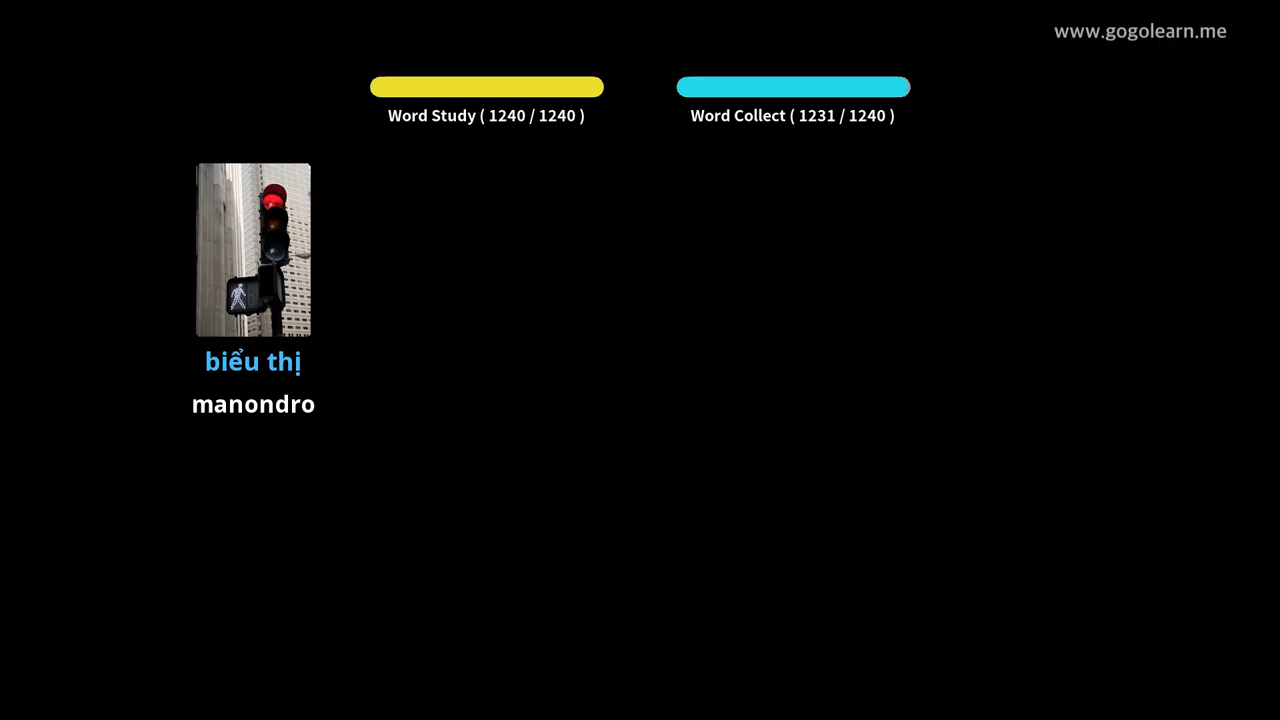 www.gogolearn.me
Word Study ( 1240 / 1240 )
Word Collect ( 1231 / 1240 )
biểu thị
manondro